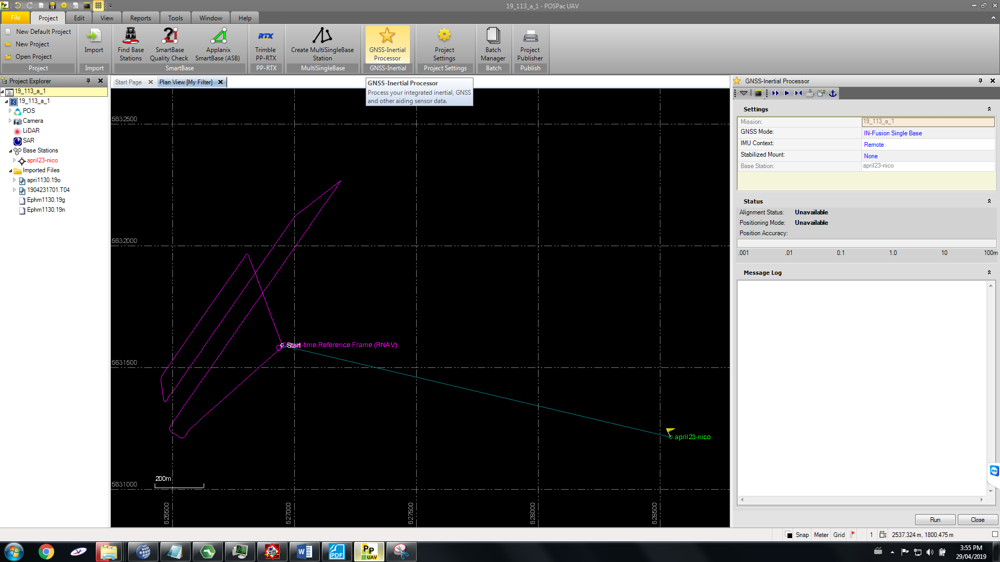 19_113_a_1 - POSPac UAV
File
Project
Edit
View
Reports
Tools
Window
Help
New Default Project
New Project
Open Project
Project
Import
Import
Find Base
Stations
SmartBase
Quality Check
Applanix
SmartBase (ASB)
SmartBase
RTX
Trimble
PP-RTX
PP-RTX
Create MultiSingleBase
Station
MultiSingleBase
GNSS-Inertial
Processor
GNSS-Inertial
Project
Settings
Project Settings
Batch
Manager
Batch
Project
Publisher
Publish
Project Explorer
19_113_a_1
19_113_a_1
POS
Camera
LiDAR
SAR
Base Stations
april23-nico
Imported Files
apri1130.19o
1904231701.T04
Ephm1130.19g
Ephm1130.19n
Start Page
Plan View [My Filter]
GNSS-Inertial Processor
Process your integrated inertial, GNSS
and other aiding sensor data.
5632500
5632000
5631500
5631000
626500
627000
627500
628000
628500
Start
-time Reference Frame (RNAV)
april23-nico
200m
GNSS-Inertial Processor
Settings
Mission: 19_113_a_1
GNSS Mode: IN-Fusion Single Base
IMU Context: Remote
Stabilized Mount: None
Base Station: april23-nico
Status
Alignment Status: Unavailable
Positioning Mode: Unavailable
Position Accuracy:
.001 .01 0.1 1.0 10 100m
Message Log
Run
Close
Snap Meter Grid 1 2537.324 m, 1800.475 m
W
PDF
Pp
UAV
3:55 PM
29/04/2019